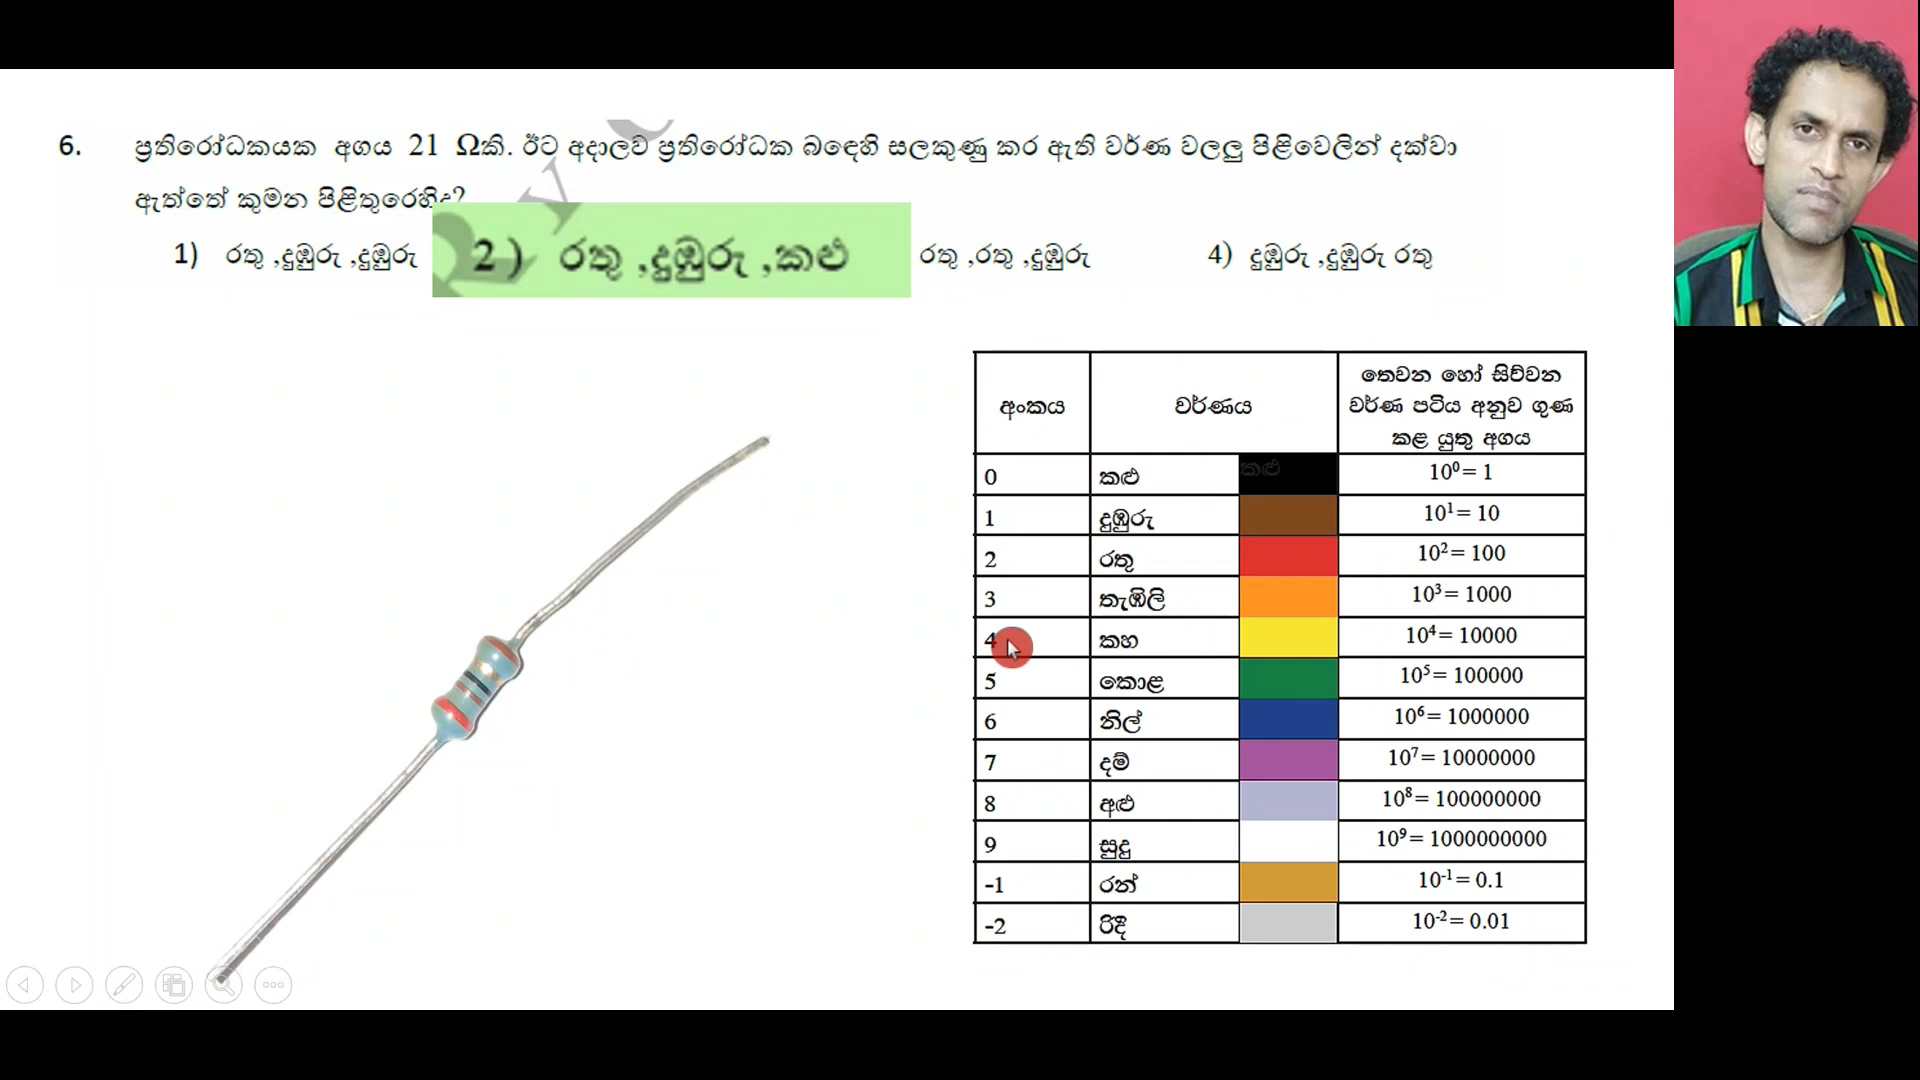 6. ප්‍රතිරෝධකයක අගය 21 Ωකි. ඊට අදාලව ප්‍රතිරෝධක බඳෙහි සලකුණු කර ඇති වර්ණ වලලු පිළිවෙලින් දක්වා
ඇත්තේ කුමන පිළිතුරෙහිද?
1) රතු ,දුඹුරු ,දුඹුරු 2 ) රතු ,දුඹුරු ,කළු රතු ,රතු ,දුඹුරු 4) දුඹුරු ,දුඹුරු රතු
අංකය වර්ණය තෙවන හෝ සිව්වන
වර්ණ පටිය අනුව ගුණ
කළ යුතු අගය
0 කළු කළු 10⁰ = 1
1 දුඹුරු 10¹ = 10
2 රතු 10² = 100
3 තැඹිලි 10³ = 1000
4 කහ 10⁴ = 10000
5 කොළ 10⁵ = 100000
6 නිල් 10⁶ = 1000000
7 දම් 10⁷ = 10000000
8 අළු 10⁸ = 100000000
9 සුදු 10⁹ = 1000000000
-1 රන් 10⁻¹ = 0.1
-2 රිදී 10⁻² = 0.01